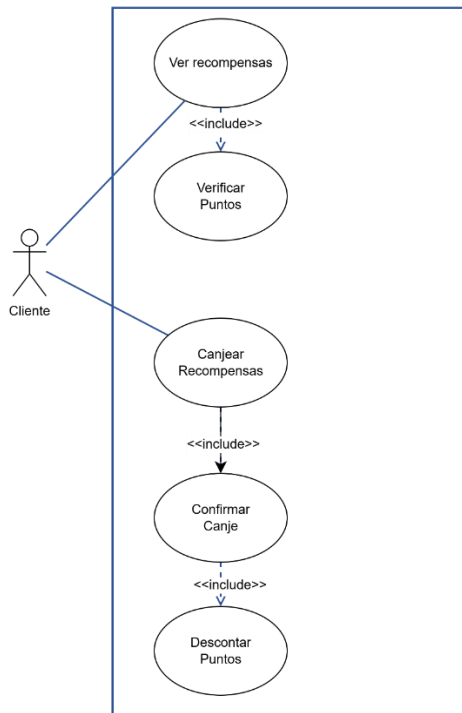 Ver recompensas
<<include>>
Verificar
Puntos
Cliente
Canjear
Recompensas
<<include>>
Confirmar
Canje
<<include>>
Descontar
Puntos